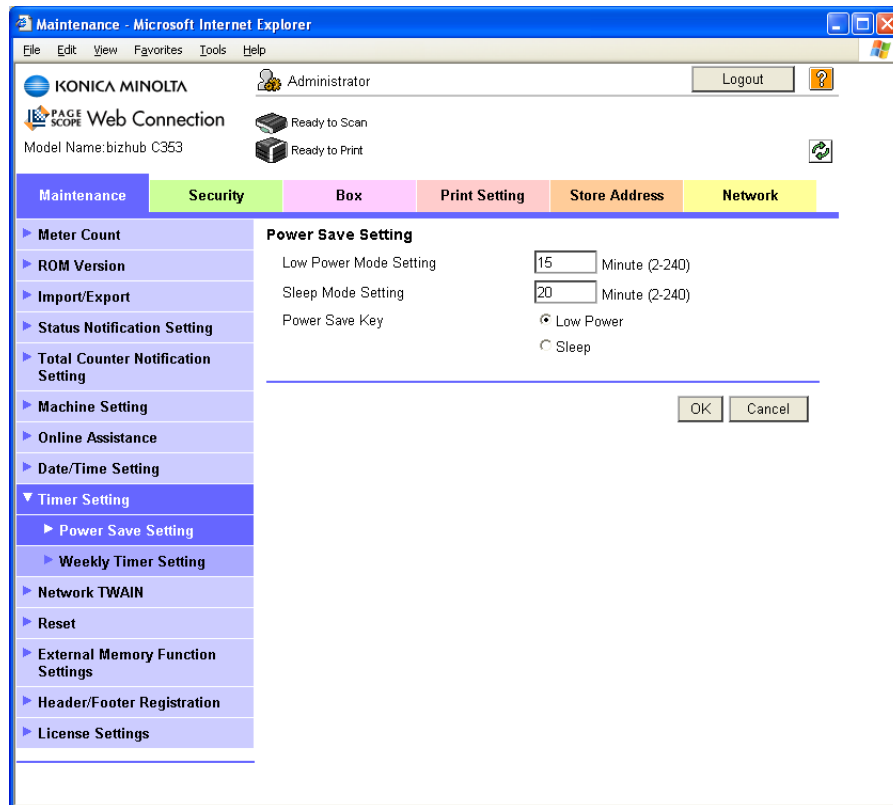 Maintenance - Microsoft Internet Explorer
File Edit View Favorites Tools Help
KONICA MINOLTA
Administrator
Logout
?
PAGE SCOPE Web Connection
Ready to Scan
Model Name:bizhub C353
Ready to Print
Maintenance Security Box Print Setting Store Address Network
Meter Count
ROM Version
Import/Export
Status Notification Setting
Total Counter Notification
Setting
Machine Setting
Online Assistance
Date/Time Setting
Timer Setting
Power Save Setting
Weekly Timer Setting
Network TWAIN
Reset
External Memory Function
Settings
Header/Footer Registration
License Settings
Power Save Setting
Low Power Mode Setting 15 Minute (2-240)
Sleep Mode Setting 20 Minute (2-240)
Power Save Key Low Power
Sleep
OK Cancel